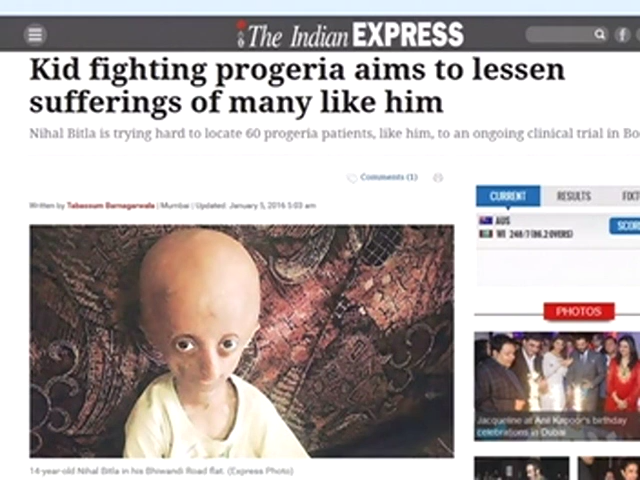 The Indian EXPRESS
Kid fighting progeria aims to lessen
sufferings of many like him
Nihal Bitla is trying hard to locate 60 progeria patients, like him, to an ongoing clinical trial in Bo
Comments (1)
Written by Tabassum Barnagarwala | Mumbai | Updated: January 5, 2016 5:03 am
CURRENT RESULTS FIXT
AUS
WI 248/7 (86.2 OVERS)
SCORE
PHOTOS
Jacqueline at Anil Kapoor's birthday
celebrations in Dubai
14-year-old Nihal Bitla in his Bhiwandi Road flat. (Express Photo)